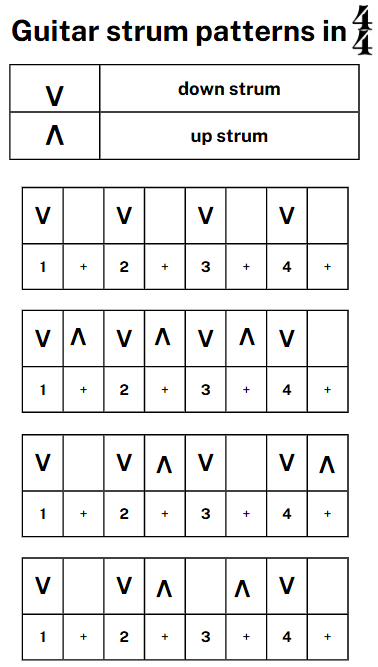 Guitar strum patterns in 4/4
V down strum
Λ up strum
V V V V
1 + 2 + 3 + 4 +
V Λ V Λ V Λ V
1 + 2 + 3 + 4 +
V V Λ V V Λ
1 + 2 + 3 + 4 +
V V Λ Λ V
1 + 2 + 3 + 4 +